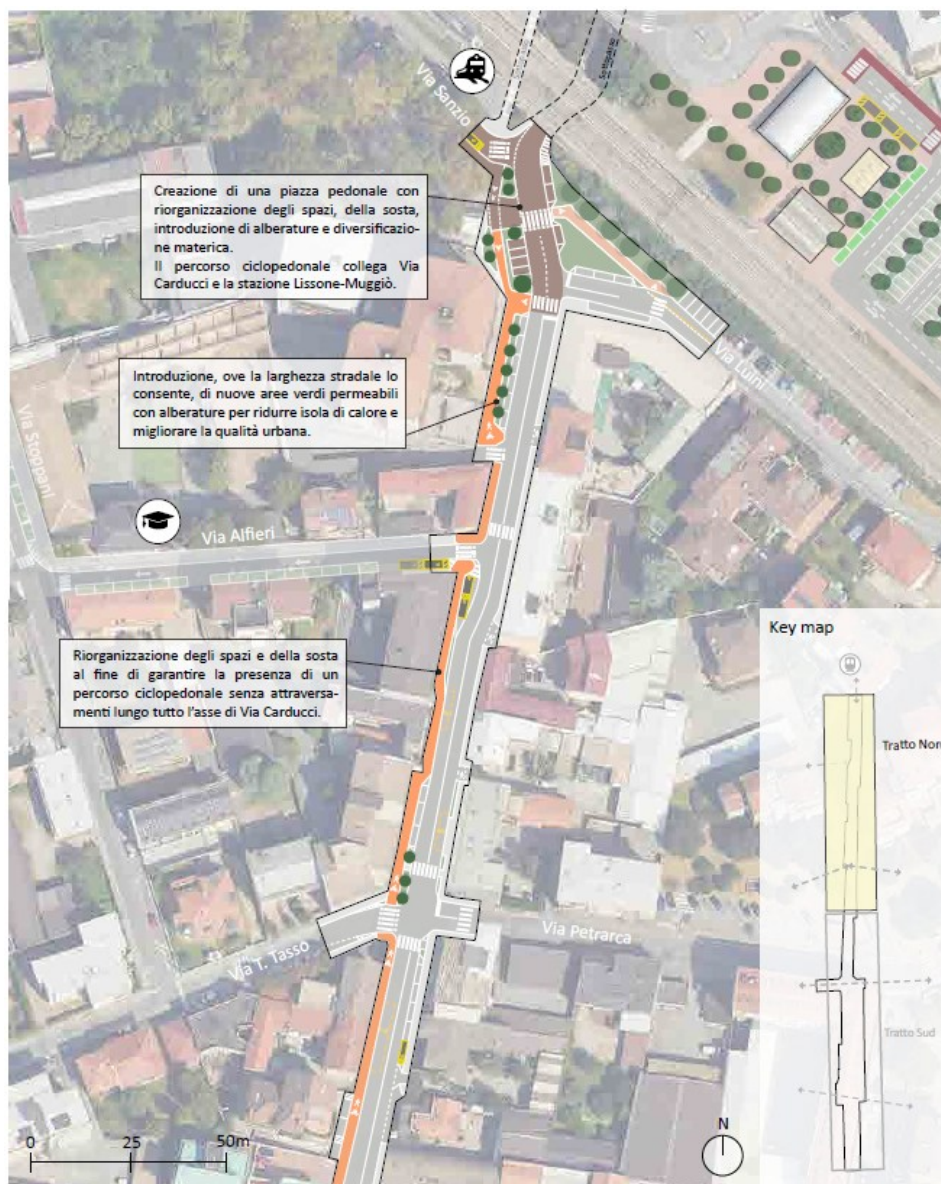 Via Sanzio
Sottopasso
Creazione di una piazza pedonale con
riorganizzazione degli spazi, della sosta,
introduzione di alberature e diversificazio-
ne materica.
Il percorso ciclopedonale collega Via
Carducci e la stazione Lissone-Muggiò.
Via Luini
Introduzione, ove la larghezza stradale lo
consente, di nuove aree verdi permeabili
con alberature per ridurre isola di calore e
migliorare la qualità urbana.
Via Stoppani
Via Alfieri
Riorganizzazione degli spazi e della sosta
al fine di garantire la presenza di un
percorso ciclopedonale senza attraversa-
menti lungo tutto l'asse di Via Carducci.
Key map
Tratto Nor
Tratto Sud
Via T. Tasso
Via Petrarca
0 25 50m
N